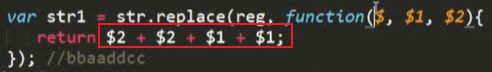 var str1 = str.replace(reg, function($, $1, $2){
return $2 + $2 + $1 + $1;
}); //bbaaddcc